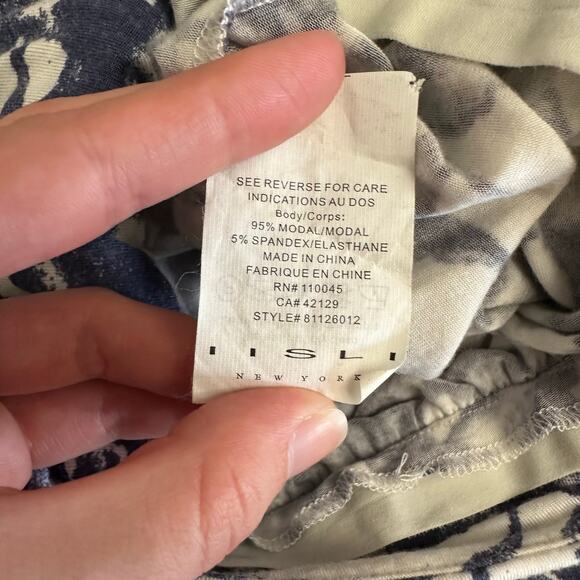 SEE REVERSE FOR CARE
INDICATIONS AU DOS
Body/Corps:
95% MODAL/MODAL
5% SPANDEX/ELASTHANE
MADE IN CHINA
FABRIQUE EN CHINE
RN# 110045
CA# 42129
STYLE# 81126012
IISLI
NEW YORK